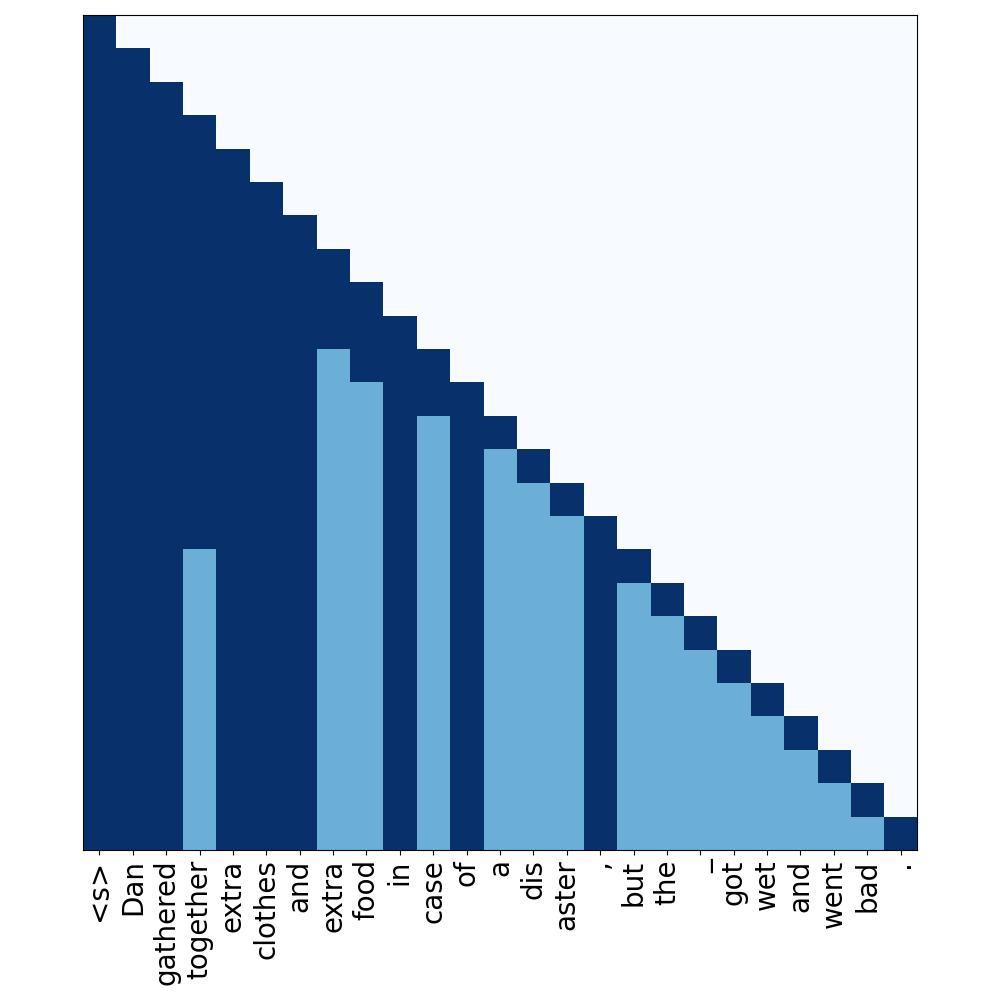 <s> Dan gathered together extra clothes and extra food in case of a dis aster , but the _ got wet and went bad .